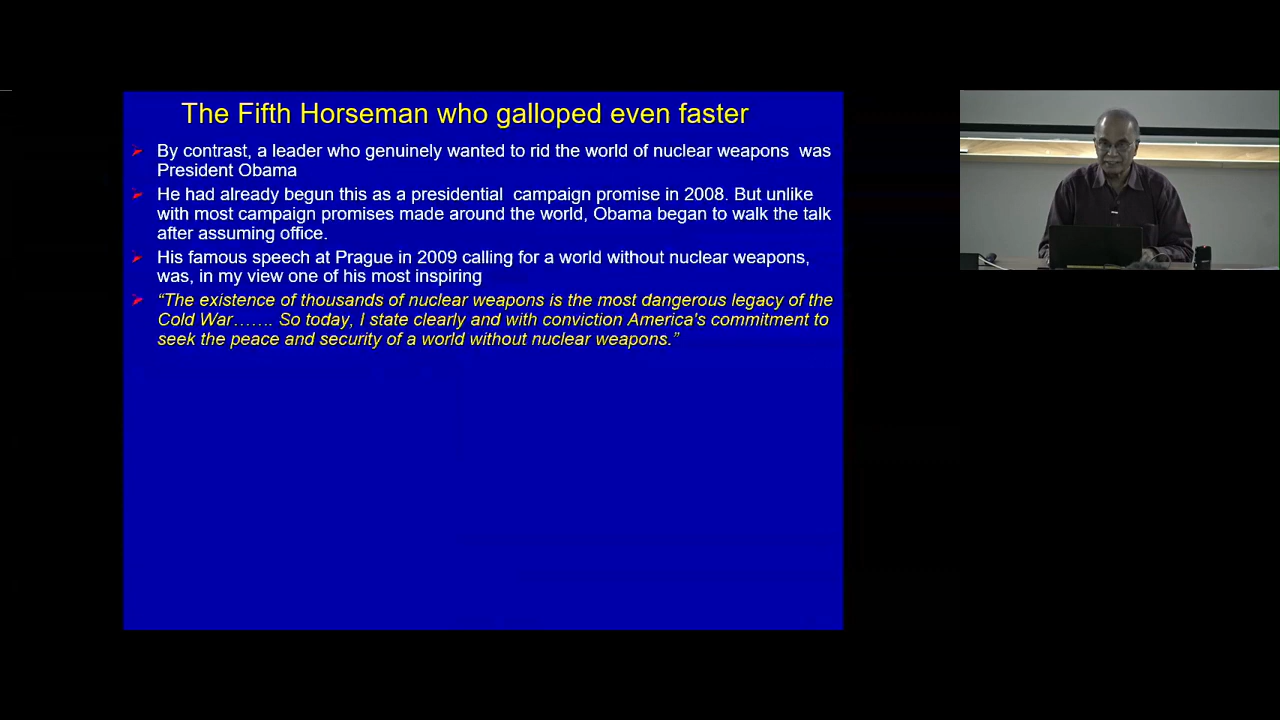 The Fifth Horseman who galloped even faster
By contrast, a leader who genuinely wanted to rid the world of nuclear weapons was
President Obama
He had already begun this as a presidential campaign promise in 2008. But unlike
with most campaign promises made around the world, Obama began to walk the talk
after assuming office.
His famous speech at Prague in 2009 calling for a world without nuclear weapons,
was, in my view one of his most inspiring
“The existence of thousands of nuclear weapons is the most dangerous legacy of the
Cold War……. So today, I state clearly and with conviction America's commitment to
seek the peace and security of a world without nuclear weapons.”